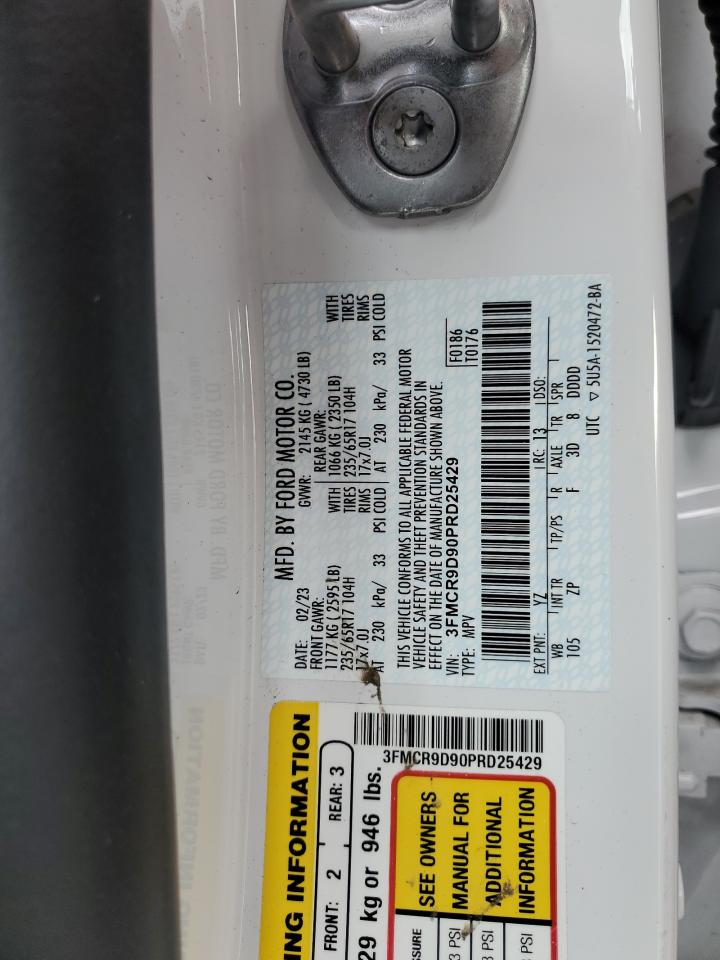 MFD. BY FORD MOTOR CO.
DATE: 02/23 GVWR: 2145 KG ( 4730 LB)
FRONT GAWR: REAR GAWR:
1177 KG ( 2595 LB) WITH 1066 KG ( 2350 LB) WITH
235/65R17 104H TIRES 235/65R17 104H TIRES
17x7.0J RIMS 17x7.0J RIMS
AT 230 kPa/ 33 PSI COLD AT 230 kPa/ 33 PSI COLD
THIS VEHICLE CONFORMS TO ALL APPLICABLE FEDERAL MOTOR
VEHICLE SAFETY AND THEFT PREVENTION STANDARDS IN
EFFECT ON THE DATE OF MANUFACTURE SHOWN ABOVE.
VIN: 3FMCR9D90PRD25429 F0186
TYPE: MPV T0176
EXT PNT: YZ RC: 13 DSO:
WB INT TR TP/PS R AXLE TR SPR
105 ZP F 3D 8 DDDD
UTC ▽ 5U5A-1520472-BA
3FMCR9D90PRD25429
ING INFORMATION
FRONT: 2 REAR: 3
29 kg or 946 lbs.
SEE OWNERS
MANUAL FOR
ADDITIONAL
INFORMATION
PSI
PSI
PSI